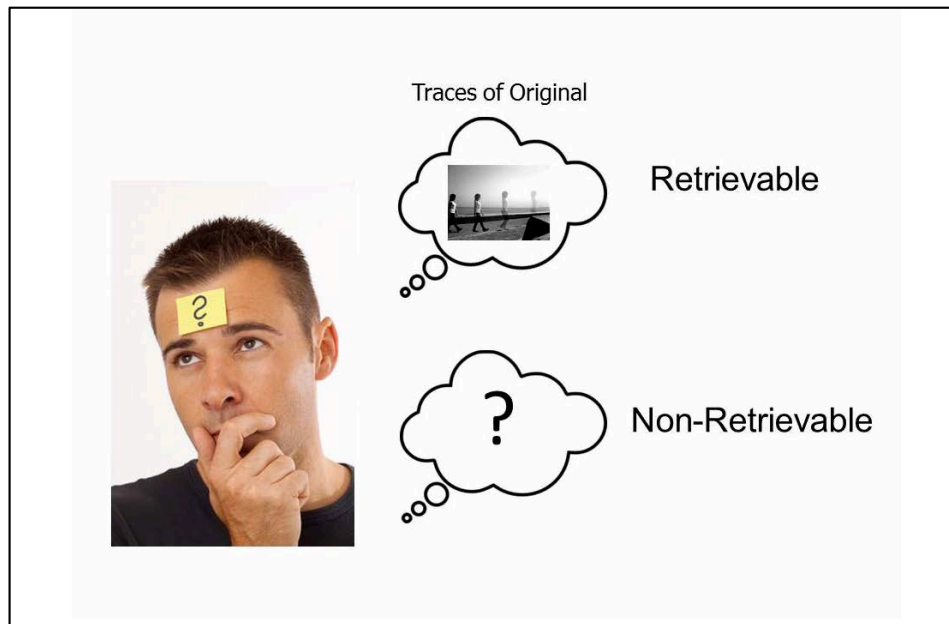 Traces of Original
Retrievable
?
?
Non-Retrievable